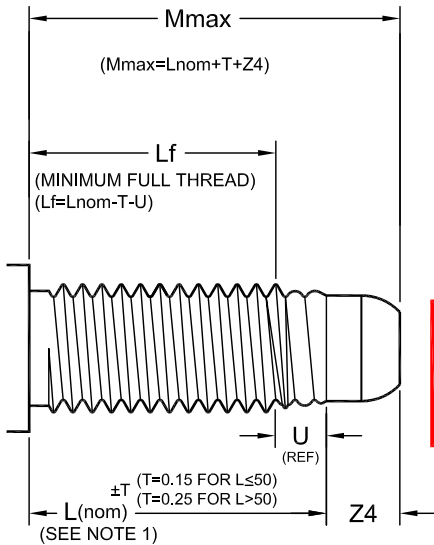 Mmax
(Mmax=Lnom+T+Z4)
Lf
(MINIMUM FULL THREAD)
(Lf=Lnom-T-U)
U
(REF)
±T (T=0.15 FOR L≤50)
(T=0.25 FOR L>50)
L(nom)
Z4
(SEE NOTE 1)